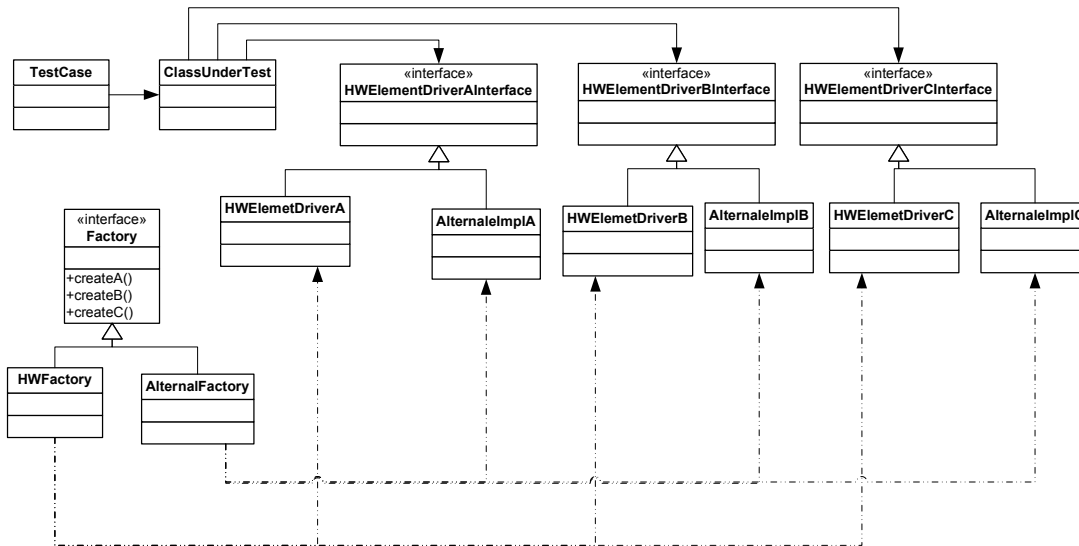 TestCase
ClassUnderTest
«interface»
HWElementDriverAInterface
«interface»
HWElementDriverBInterface
«interface»
HWElementDriverCInterface
HWElemetDriverA
AlternaleImplA
HWElemetDriverB
AlternaleImplB
HWElemetDriverC
AlternaleImplC
«interface»
Factory
+createA()
+createB()
+createC()
HWFactory
AlternalFactory